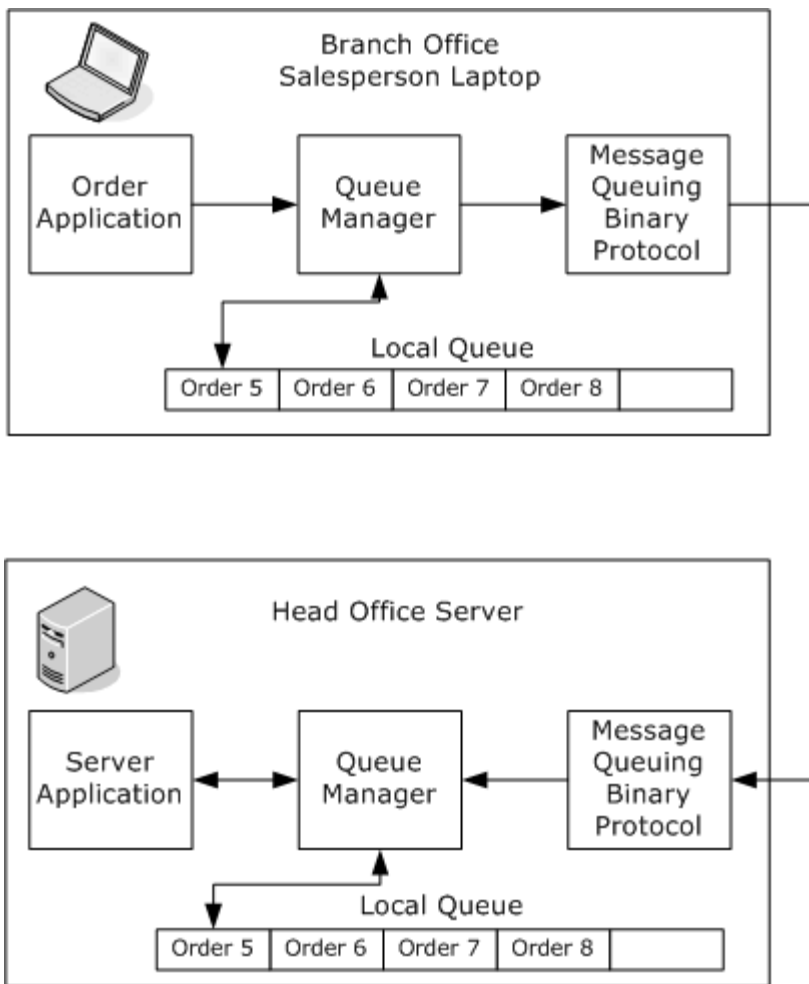 Branch Office
Salesperson Laptop
Order
Application
Queue
Manager
Message
Queuing
Binary
Protocol
Local Queue
Order 5
Order 6
Order 7
Order 8
Head Office Server
Server
Application
Queue
Manager
Message
Queuing
Binary
Protocol
Local Queue
Order 5
Order 6
Order 7
Order 8